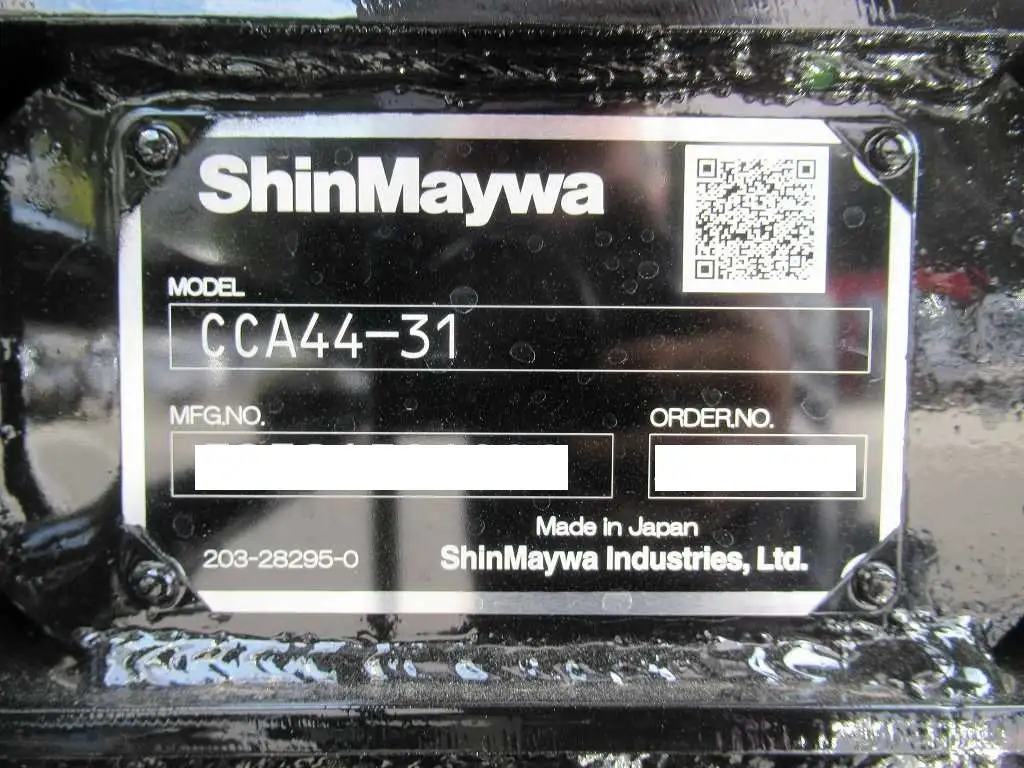 ShinMaywa
MODEL
CCA44-31
MFG.NO.
ORDER.NO.
Made in Japan
203-28295-0
ShinMaywa Industries, Ltd.